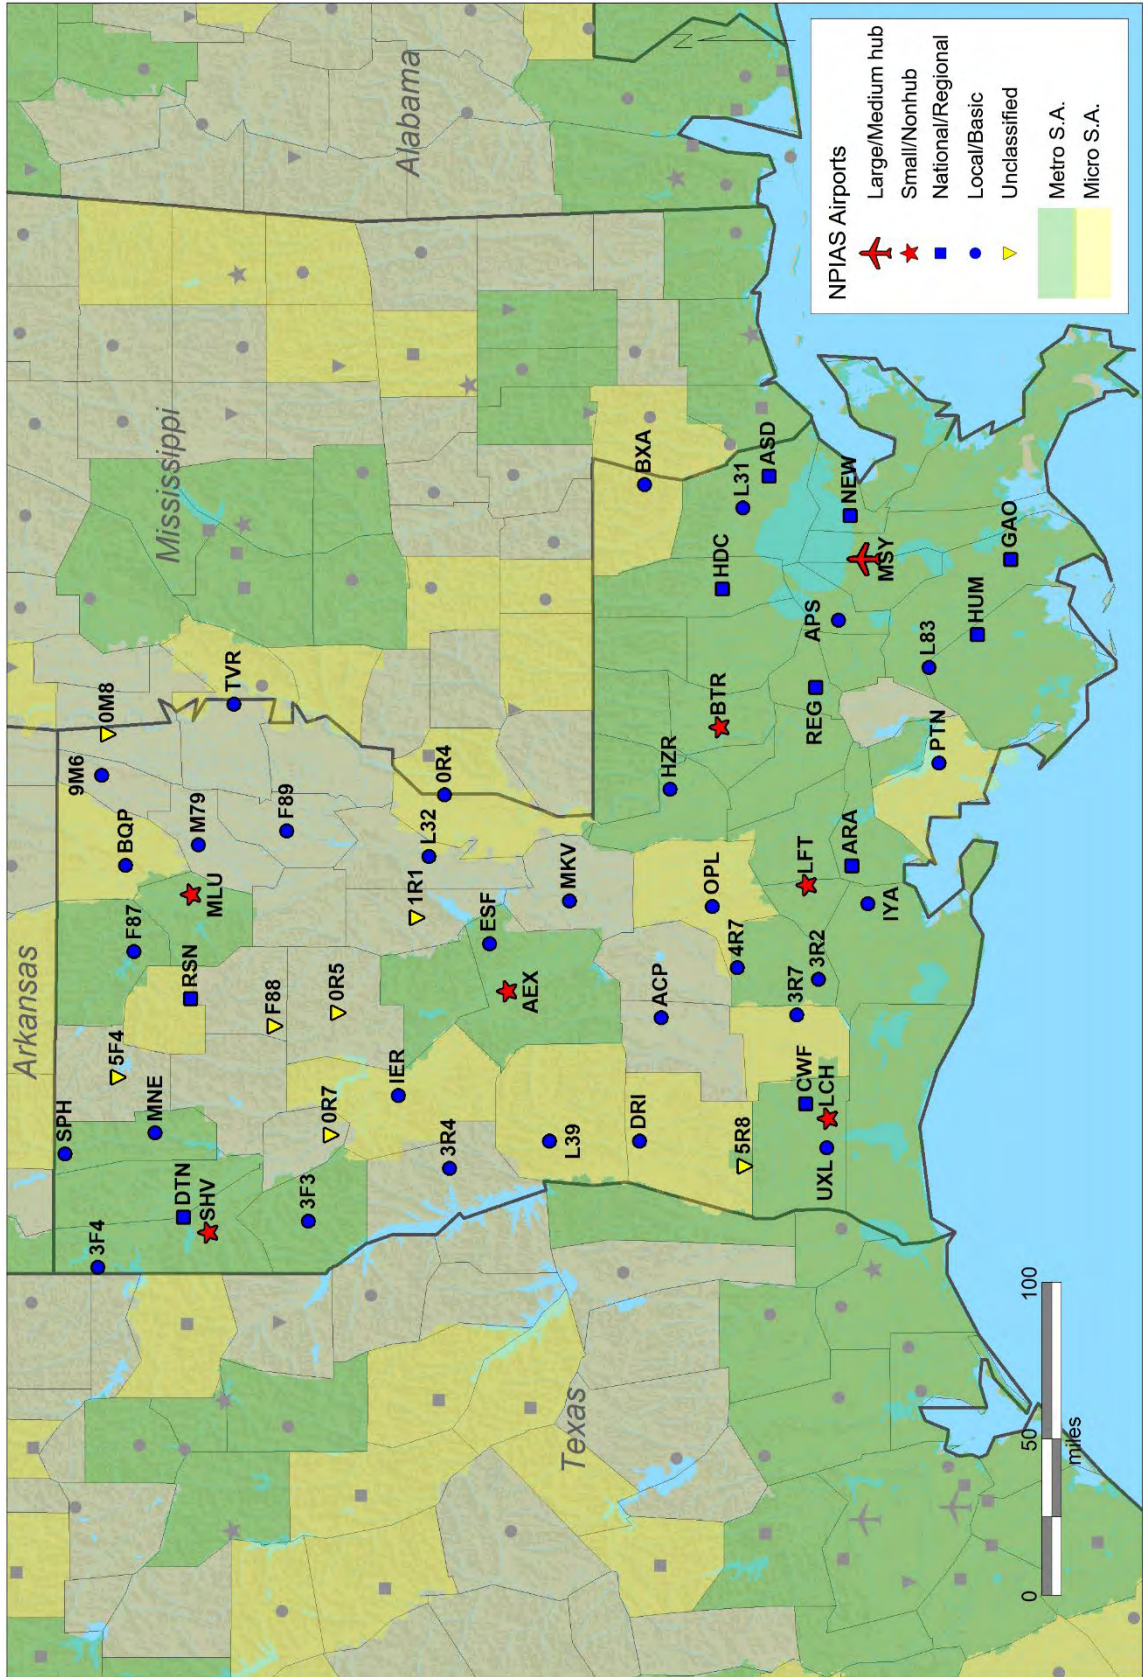 Arkansas
Mississippi
Alabama
Texas
N
3F4
SPH
5F4
9M6
0M8
BQP
MNE
F87
DTN
SHV
RSN
MLU
M79
TVR
F88
F89
3F3
0R7
0R5
IER
1R1
L32
0R4
3R4
ESF
AEX
L39
MKV
DRI
ACP
HZR
BXA
5R8
4R7
OPL
BTR
HDC
L31
ASD
CWF
LCH
UXL
3R7
3R2
LFT
ARA
IYA
REG
APS
MSY
NEW
PTN
L83
HUM
GAO
NPIAS Airports
Large/Medium hub
Small/Nonhub
National/Regional
Local/Basic
Unclassified
Metro S.A.
Micro S.A.
0
50
100
miles